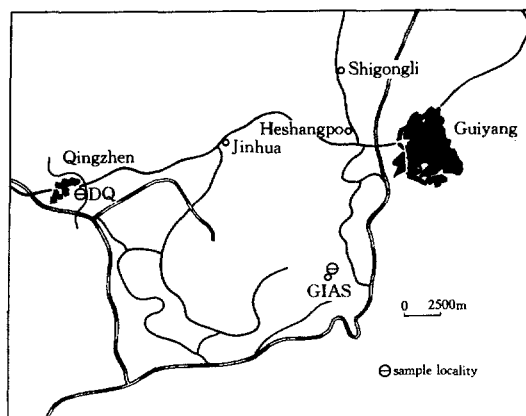 Shigongli
Heshangpo
Guiyang
Jinhua
Qingzhen
DQ
GIAS
0 2500m
sample locality